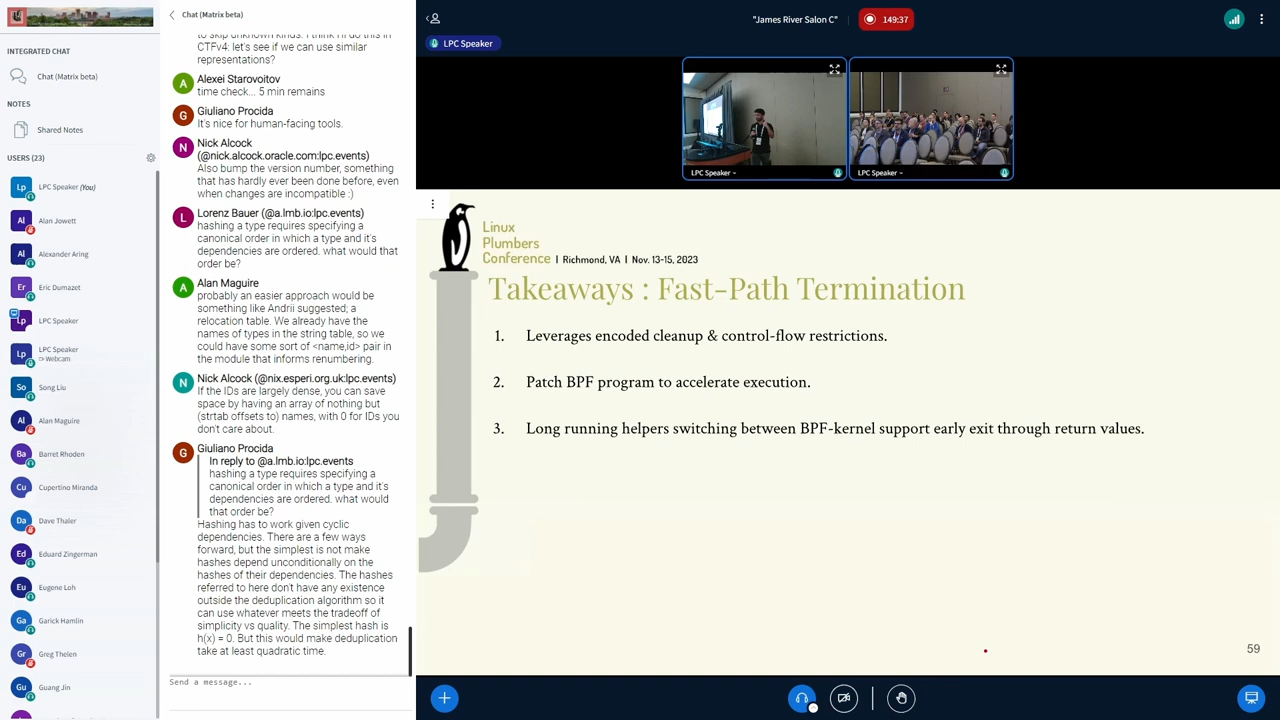 INTEGRATED CHAT
Chat (Matrix beta)
NOTES
Shared Notes
USERS (23)
Lp LPC Speaker (You)
Al Alan Jowett
Al Alexander Aring
Er Eric Dumazet
Lp LPC Speaker
Lp LPC Speaker
Webcam
So Song Liu
Al Alan Maguire
Ba Barret Rhoden
Cu Cupertino Miranda
Da Dave Thaler
Ed Eduard Zingerman
Eu Eugene Loh
Ga Garick Hamlin
Gr Greg Thelen
Gu Guang Jin
Chat (Matrix beta)
to skip unknown kinds. I think I'll do this in
CTFv4: let's see if we can use similar
representations?
A Alexei Starovoitov
time check... 5 min remains
G Giuliano Procida
It's nice for human-facing tools.
N Nick Alcock
(@nick.alcock.oracle.com:lpc.events)
Also bump the version number, something
that has hardly ever been done before, even
when changes are incompatible :)
L Lorenz Bauer (@a.lmb.io:lpc.events)
hashing a type requires specifying a
canonical order in which a type and it's
dependencies are ordered. what would that
order be?
A Alan Maguire
probably an easier approach would be
something like Andrii suggested; a
relocation table. We already have the
names of types in the string table, so we
could have some sort of <name,id> pair in
the module that informs renumbering.
N Nick Alcock (@nix.esperi.org.uk:lpc.events)
If the IDs are largely dense, you can save
space by having an array of nothing but
(strtab offsets to) names, with 0 for IDs you
don't care about.
G Giuliano Procida
In reply to @a.lmb.io:lpc.events
hashing a type requires specifying a
canonical order in which a type and it's
dependencies are ordered. what would
that order be?
Hashing has to work given cyclic
dependencies. There are a few ways
forward, but the simplest is not make
hashes depend unconditionally on the
hashes of their dependencies. The hashes
referred to here don't have any existence
outside the deduplication algorithm so it
can use whatever meets the tradeoff of
simplicity vs quality. The simplest hash is
h(x) = 0. But this would make deduplication
take at least quadratic time.
Send a message...
"James River Salon C"
149:37
LPC Speaker
LPC Speaker
LPC Speaker
Linux
Plumbers
Conference | Richmond, VA | Nov. 13-15, 2023
Takeaways : Fast-Path Termination
1. Leverages encoded cleanup & control-flow restrictions.
2. Patch BPF program to accelerate execution.
3. Long running helpers switching between BPF-kernel support early exit through return values.
59